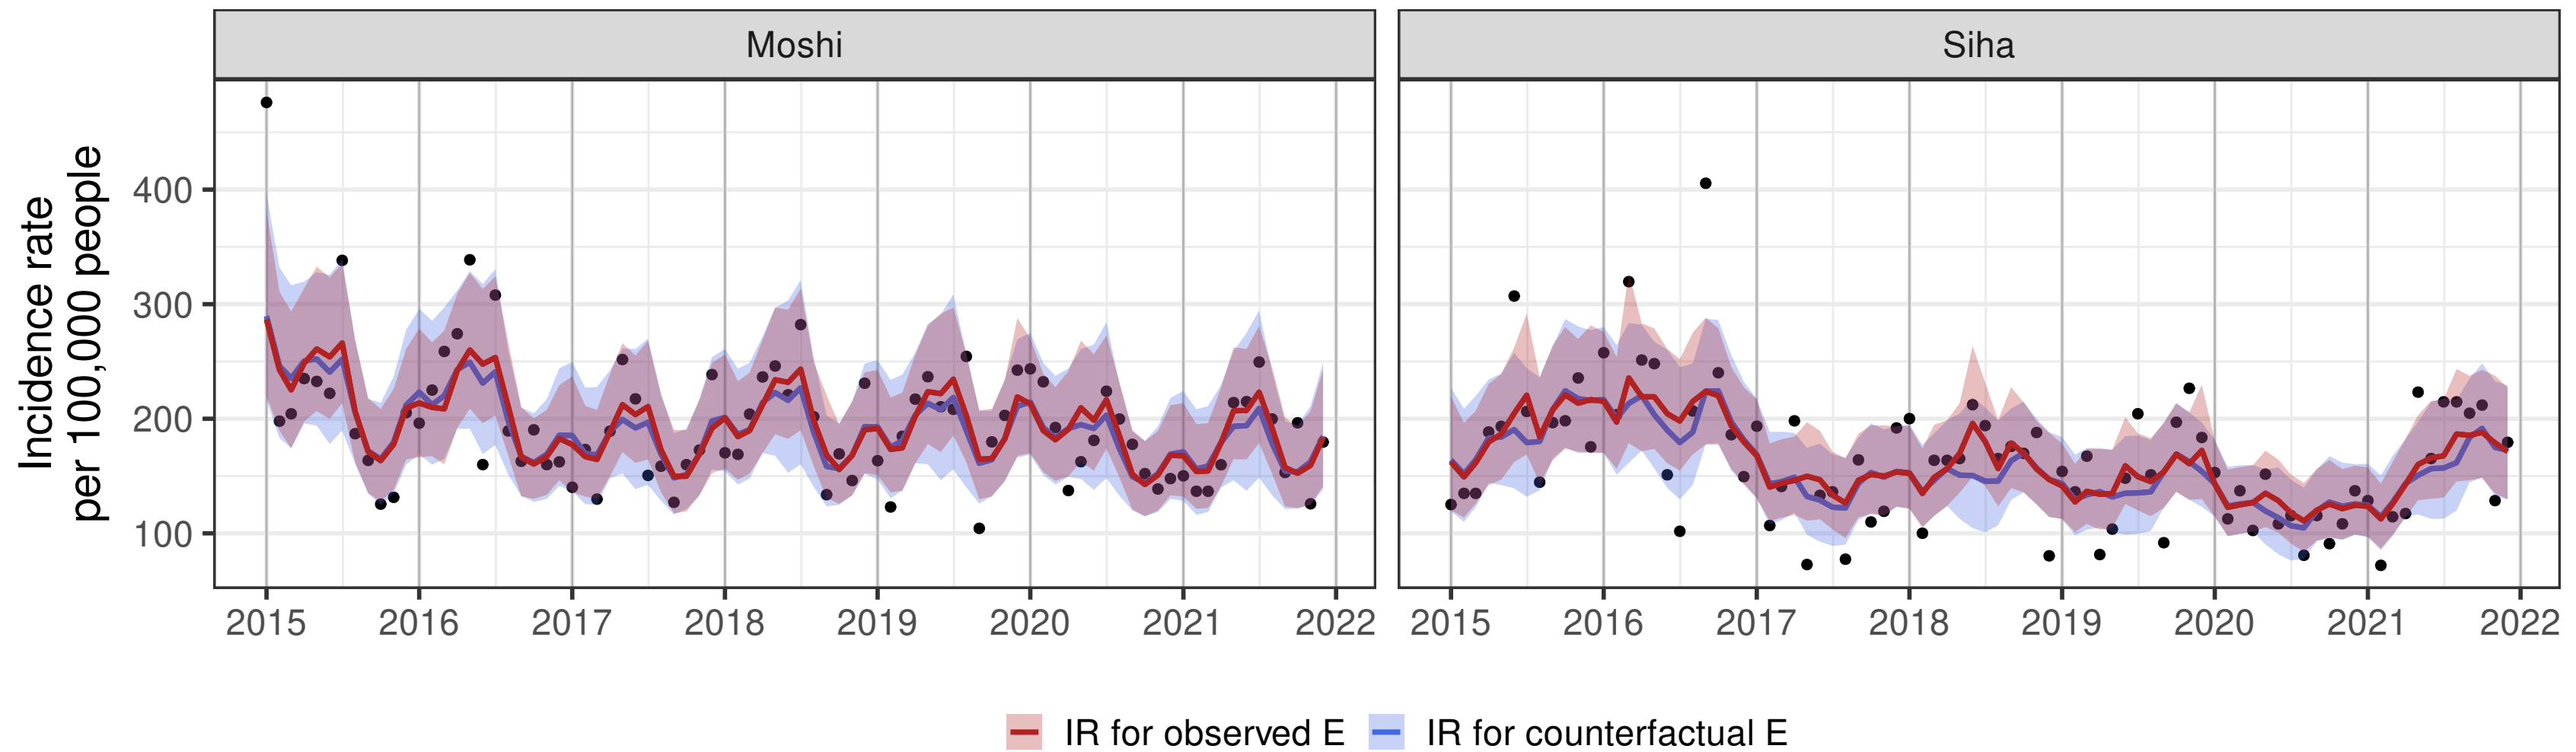 Moshi
Siha
Incidence rate
per 100,000 people
400
300
200
100
2015 2016 2017 2018 2019 2020 2021 2022
2015 2016 2017 2018 2019 2020 2021 2022
IR for observed E IR for counterfactual E